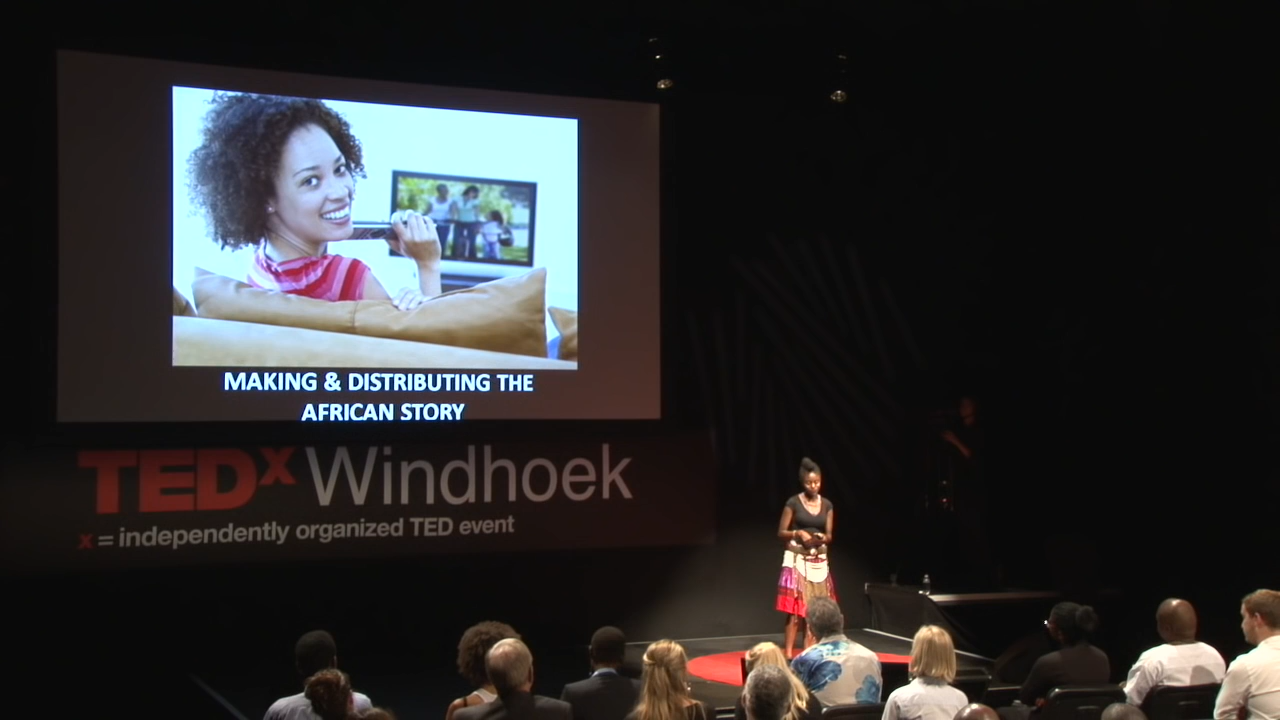 MAKING & DISTRIBUTING THE
AFRICAN STORY
TEDx Windhoek
x = independently organized TED event